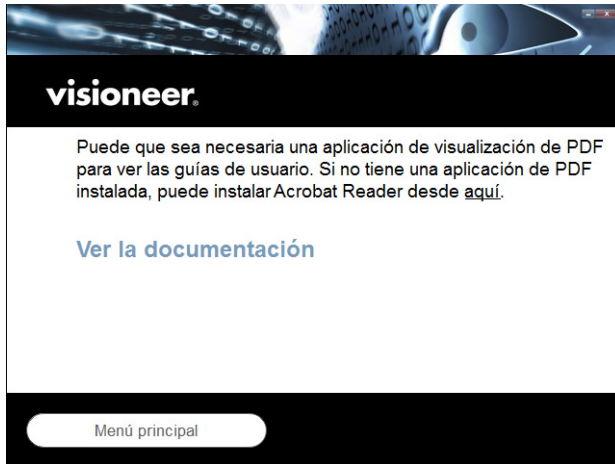 visioneer®
Puede que sea necesaria una aplicación de visualización de PDF
para ver las guías de usuario. Si no tiene una aplicación de PDF
instalada, puede instalar Acrobat Reader desde aquí.
Ver la documentación
Menú principal